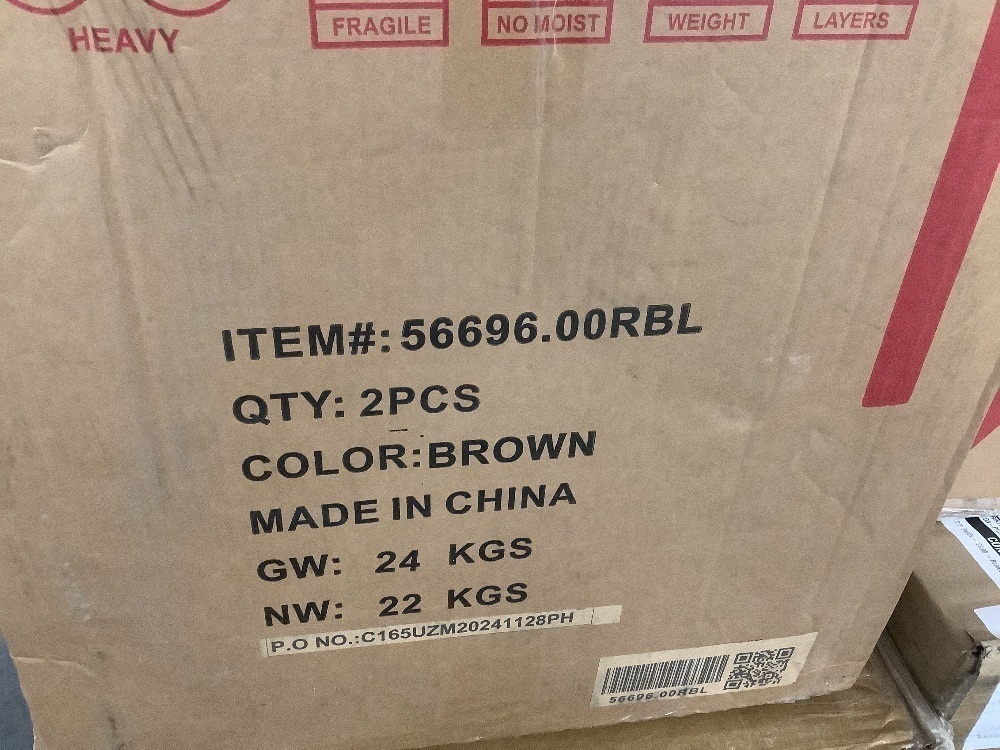 HEAVY
FRAGILE
NO MOIST
WEIGHT
LAYERS
ITEM#:56696.00RBL
QTY: 2PCS
COLOR:BROWN
MADE IN CHINA
GW: 24 KGS
NW: 22 KGS
P.O NO.:C165UZM20241128PH
56696.00RBL